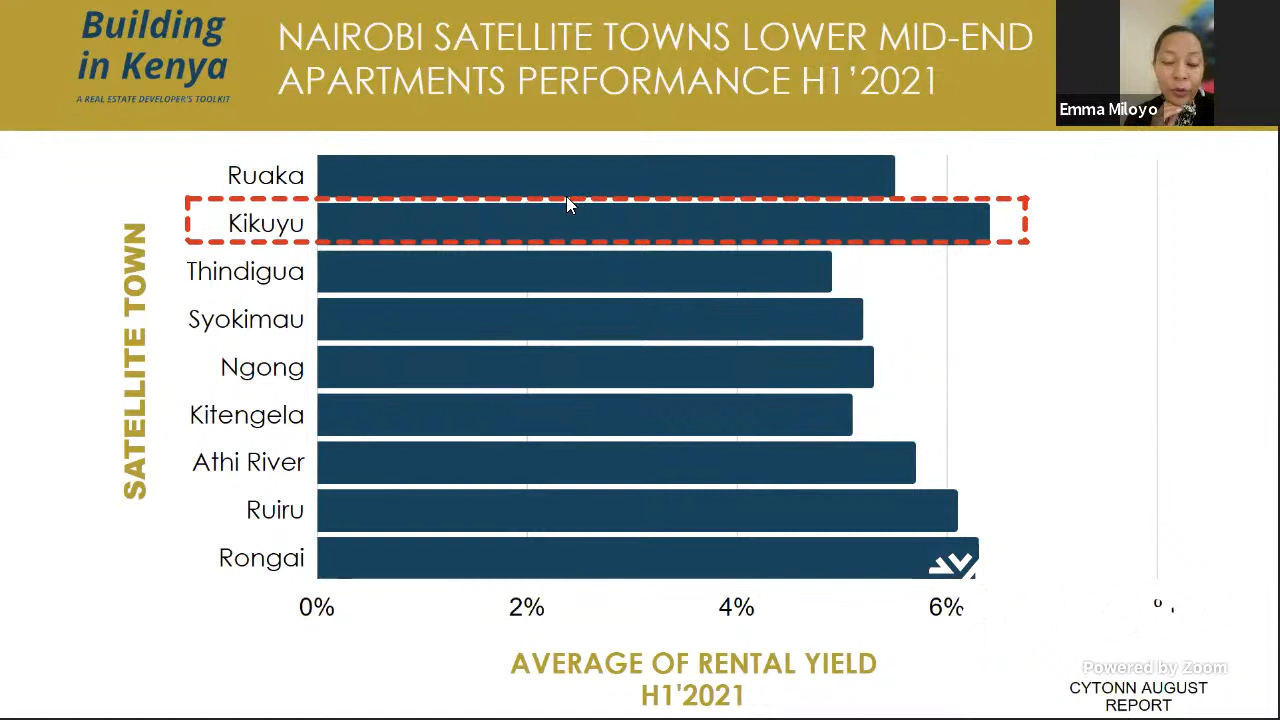 Building
in Kenya
A REAL ESTATE DEVELOPER'S TOOLKIT
NAIROBI SATELLITE TOWNS LOWER MID-END
APARTMENTS PERFORMANCE H1’2021
Emma Miloyo
SATELLITE TOWN
Ruaka
Kikuyu
Thindigua
Syokimau
Ngong
Kitengela
Athi River
Ruiru
Rongai
0% 2% 4% 6%
AVERAGE OF RENTAL YIELD
H1'2021
Powered by Zoom
CYTONN AUGUST
REPORT